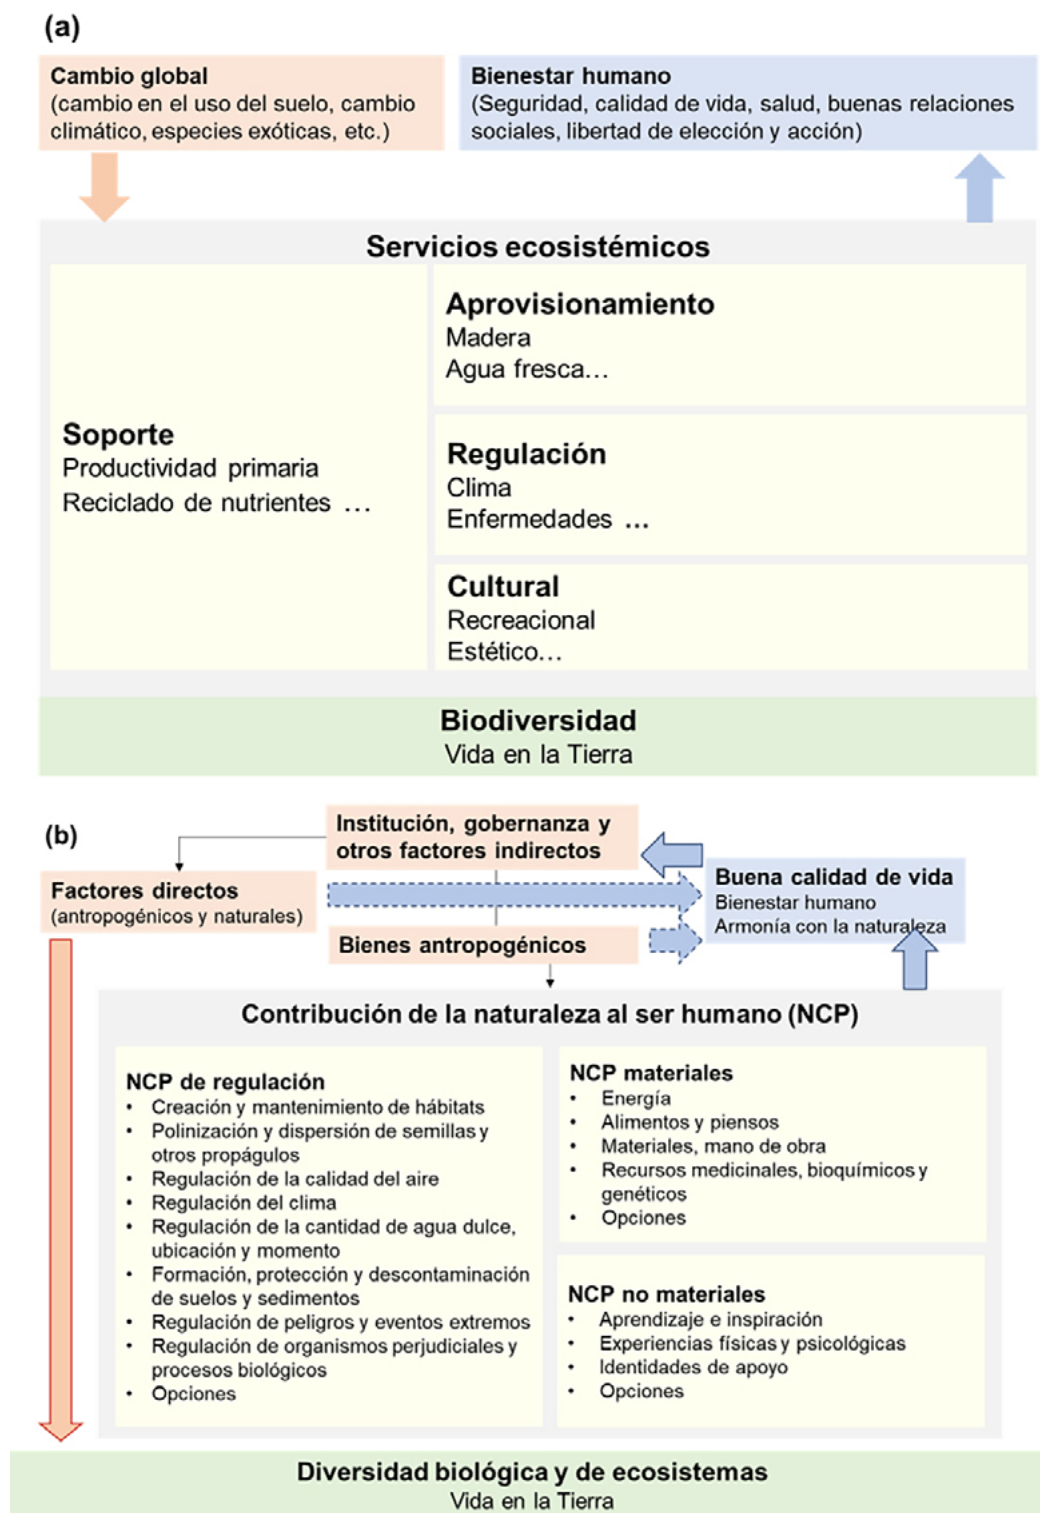 (a)
Cambio global
(cambio en el uso del suelo, cambio
climático, especies exóticas, etc.)
Bienestar humano
(Seguridad, calidad de vida, salud, buenas relaciones
sociales, libertad de elección y acción)
Servicios ecosistémicos
Soporte
Productividad primaria
Reciclado de nutrientes ...
Aprovisionamiento
Madera
Agua fresca...
Regulación
Clima
Enfermedades ...
Cultural
Recreacional
Estético...
Biodiversidad
Vida en la Tierra
(b)
Institución, gobernanza y
otros factores indirectos
Factores directos
(antropogénicos y naturales)
Buena calidad de vida
Bienestar humano
Armonía con la naturaleza
Bienes antropogénicos
Contribución de la naturaleza al ser humano (NCP)
NCP de regulación
• Creación y mantenimiento de hábitats
• Polinización y dispersión de semillas y
otros propágulos
• Regulación de la calidad del aire
• Regulación del clima
• Regulación de la cantidad de agua dulce,
ubicación y momento
• Formación, protección y descontaminación
de suelos y sedimentos
• Regulación de peligros y eventos extremos
• Regulación de organismos perjudiciales y
procesos biológicos
• Opciones
NCP materiales
• Energía
• Alimentos y piensos
• Materiales, mano de obra
• Recursos medicinales, bioquímicos y
genéticos
• Opciones
NCP no materiales
• Aprendizaje e inspiración
• Experiencias físicas y psicológicas
• Identidades de apoyo
• Opciones
Diversidad biológica y de ecosistemas
Vida en la Tierra